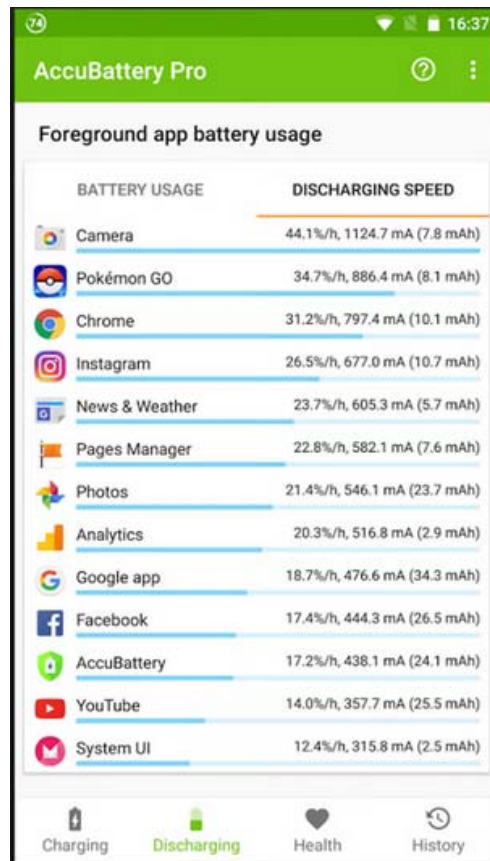 74 16:37
AccuBattery Pro
Foreground app battery usage
BATTERY USAGE DISCHARGING SPEED
Camera 44.1%/h, 1124.7 mA (7.8 mAh)
Pokémon GO 34.7%/h, 886.4 mA (8.1 mAh)
Chrome 31.2%/h, 797.4 mA (10.1 mAh)
Instagram 26.5%/h, 677.0 mA (10.7 mAh)
News & Weather 23.7%/h, 605.3 mA (5.7 mAh)
Pages Manager 22.8%/h, 582.1 mA (7.6 mAh)
Photos 21.4%/h, 546.1 mA (23.7 mAh)
Analytics 20.3%/h, 516.8 mA (2.9 mAh)
Google app 18.7%/h, 476.6 mA (34.3 mAh)
Facebook 17.4%/h, 444.3 mA (26.5 mAh)
AccuBattery 17.2%/h, 438.1 mA (24.1 mAh)
YouTube 14.0%/h, 357.7 mA (25.5 mAh)
System UI 12.4%/h, 315.8 mA (2.5 mAh)
Charging Discharging Health History